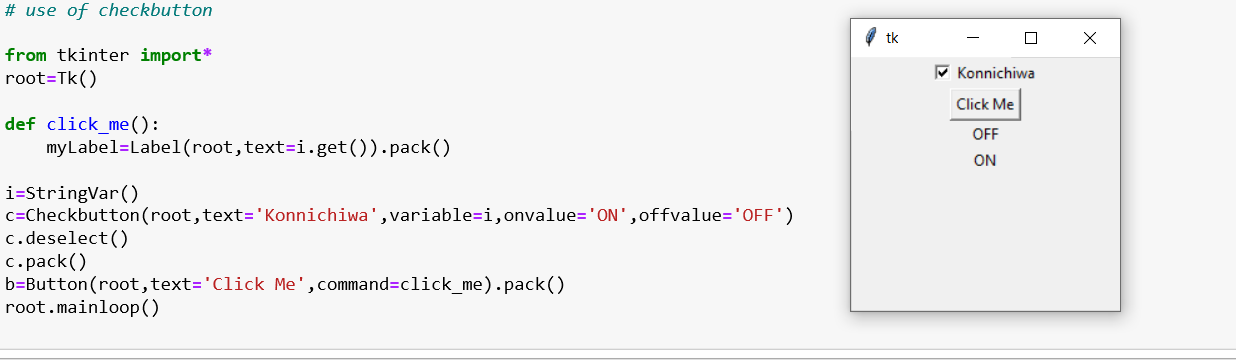 # use of checkbutton
from tkinter import*
root=Tk()
def click_me():
    myLabel=Label(root,text=i.get()).pack()
i=StringVar()
c=Checkbutton(root,text='Konnichiwa',variable=i,onvalue='ON',offvalue='OFF')
c.deselect()
c.pack()
b=Button(root,text='Click Me',command=click_me).pack()
root.mainloop()
tk
Konnichiwa
Click Me
OFF
ON